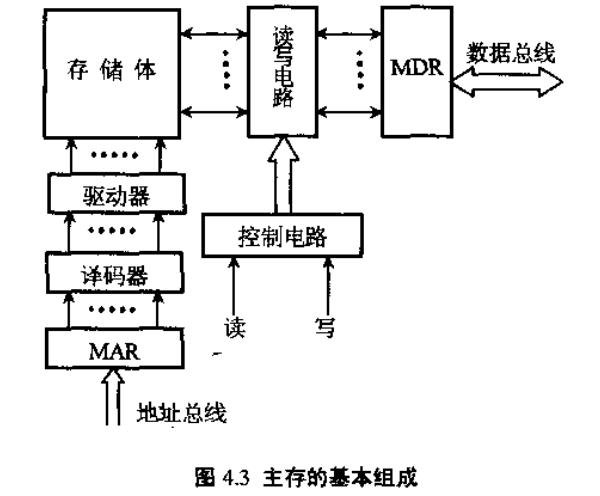 存储体
读写电路
MDR
数据总线
驱动器
控制电路
译码器
读
写
MAR
地址总线
图 4.3 主存的基本组成